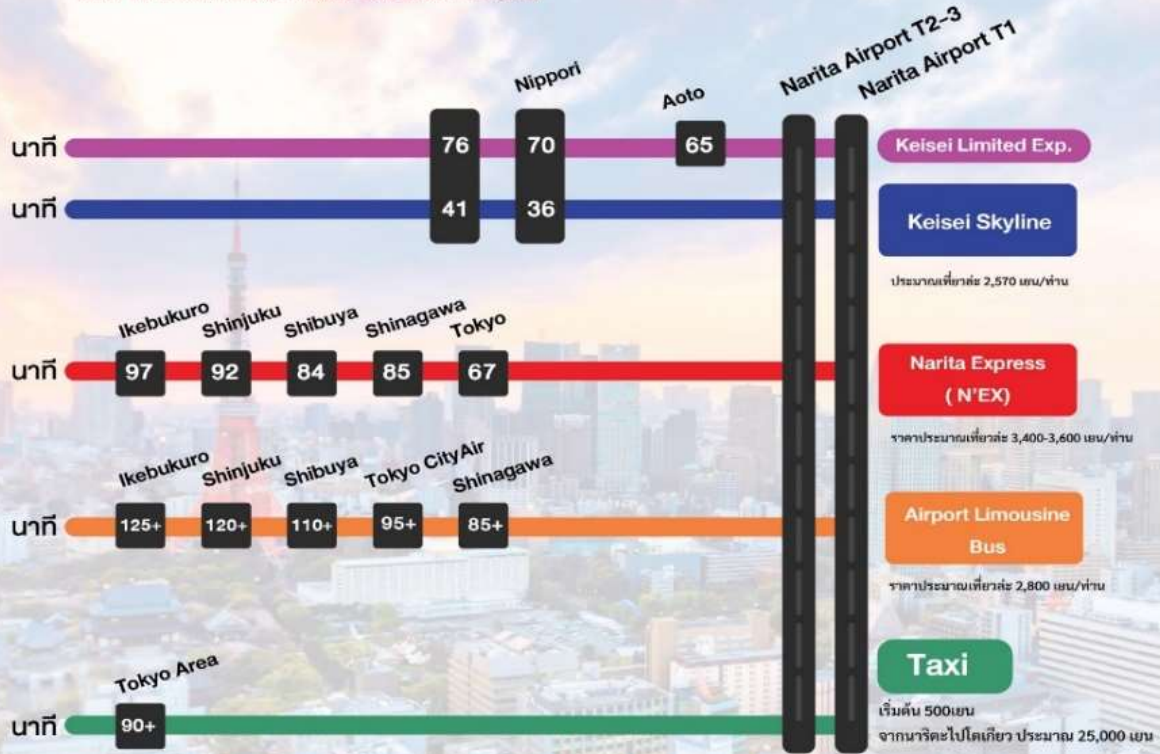 Narita Airport T2-3
Narita Airport T1
Nippori
Aoto
นาที
76
70
65
Keisei Limited Exp.
นาที
41
36
Keisei Skyline
ประมาณเที่ยวล่ะ 2,570 เยน/ท่าน
Ikebukuro
Shinjuku
Shibuya
Shinagawa
Tokyo
นาที
97
92
84
85
67
Narita Express
( N'EX)
ราคาประมาณเที่ยวล่ะ 3,400-3,600 เยน/ท่าน
Ikebukuro
Shinjuku
Shibuya
Tokyo CityAir
Shinagawa
นาที
125+
120+
110+
95+
85+
Airport Limousine
Bus
ราคาประมาณเที่ยวล่ะ 2,800 เยน/ท่าน
Tokyo Area
นาที
90+
Taxi
เริ่มต้น 500เยน
จากนาริตะไปโตเกียว ประมาณ 25,000 เยน